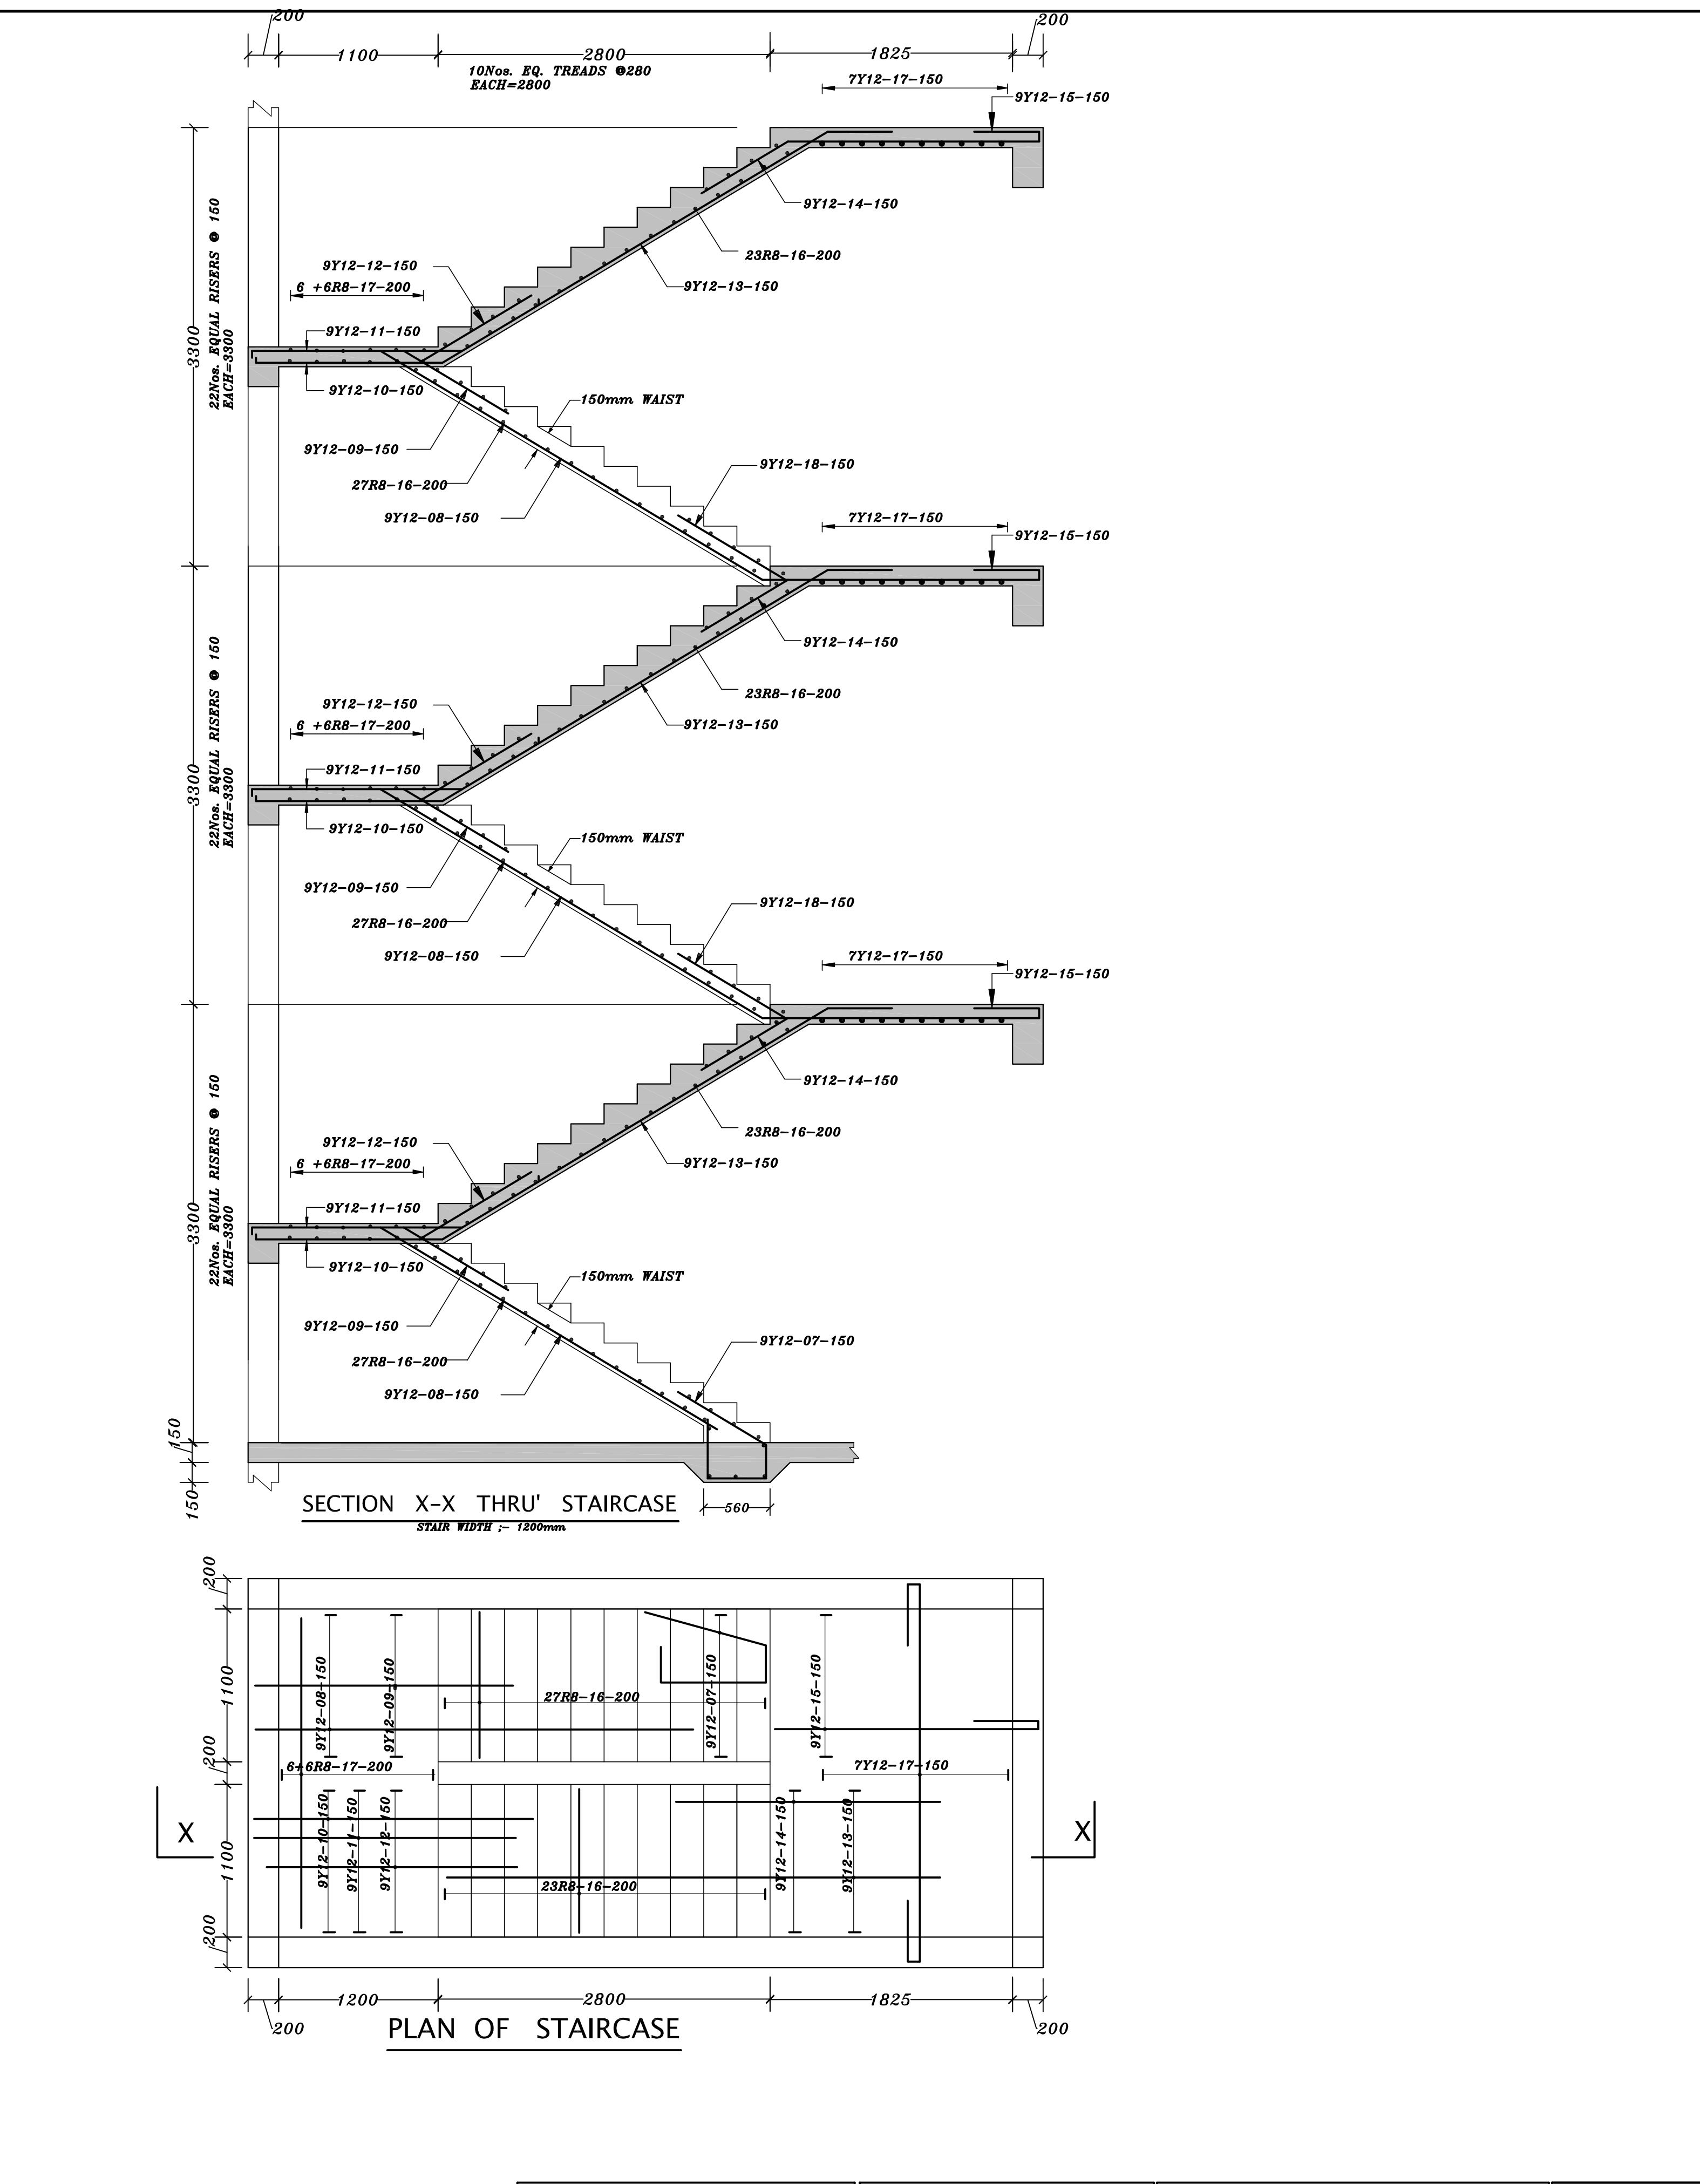 200
200
1100
2800
1825
10Nos. EQ. TREADS @280
EACH=2800
7Y12-17-150
9Y12-15-150
9Y12-14-150
22Nos. EQUAL RISERS @ 150
EACH=3300
3300
23R8-16-200
9Y12-12-150
9Y12-13-150
6 +6R8-17-200
9Y12-11-150
9Y12-10-150
150mm WAIST
9Y12-09-150
9Y12-18-150
27R8-16-200
9Y12-08-150
7Y12-17-150
9Y12-15-150
9Y12-14-150
22Nos. EQUAL RISERS @ 150
EACH=3300
3300
23R8-16-200
9Y12-12-150
9Y12-13-150
6 +6R8-17-200
9Y12-11-150
9Y12-10-150
150mm WAIST
9Y12-09-150
9Y12-18-150
27R8-16-200
9Y12-08-150
7Y12-17-150
9Y12-15-150
9Y12-14-150
22Nos. EQUAL RISERS @ 150
EACH=3300
3300
23R8-16-200
9Y12-12-150
9Y12-13-150
6 +6R8-17-200
9Y12-11-150
9Y12-10-150
150mm WAIST
9Y12-09-150
9Y12-07-150
27R8-16-200
9Y12-08-150
150
150
560
SECTION X-X THRU' STAIRCASE
STAIR WIDTH ;- 1200mm
200
1100
200
1100
200
9Y12-08-150
9Y12-09-150
27R8-16-200
9Y12-07-150
9Y12-15-150
6+6R8-17-200
7Y12-17-150
9Y12-10-150
9Y12-11-150
9Y12-12-150
23R8-16-200
9Y12-14-150
9Y12-13-150
X
X
1200
2800
1825
200
200
PLAN OF STAIRCASE